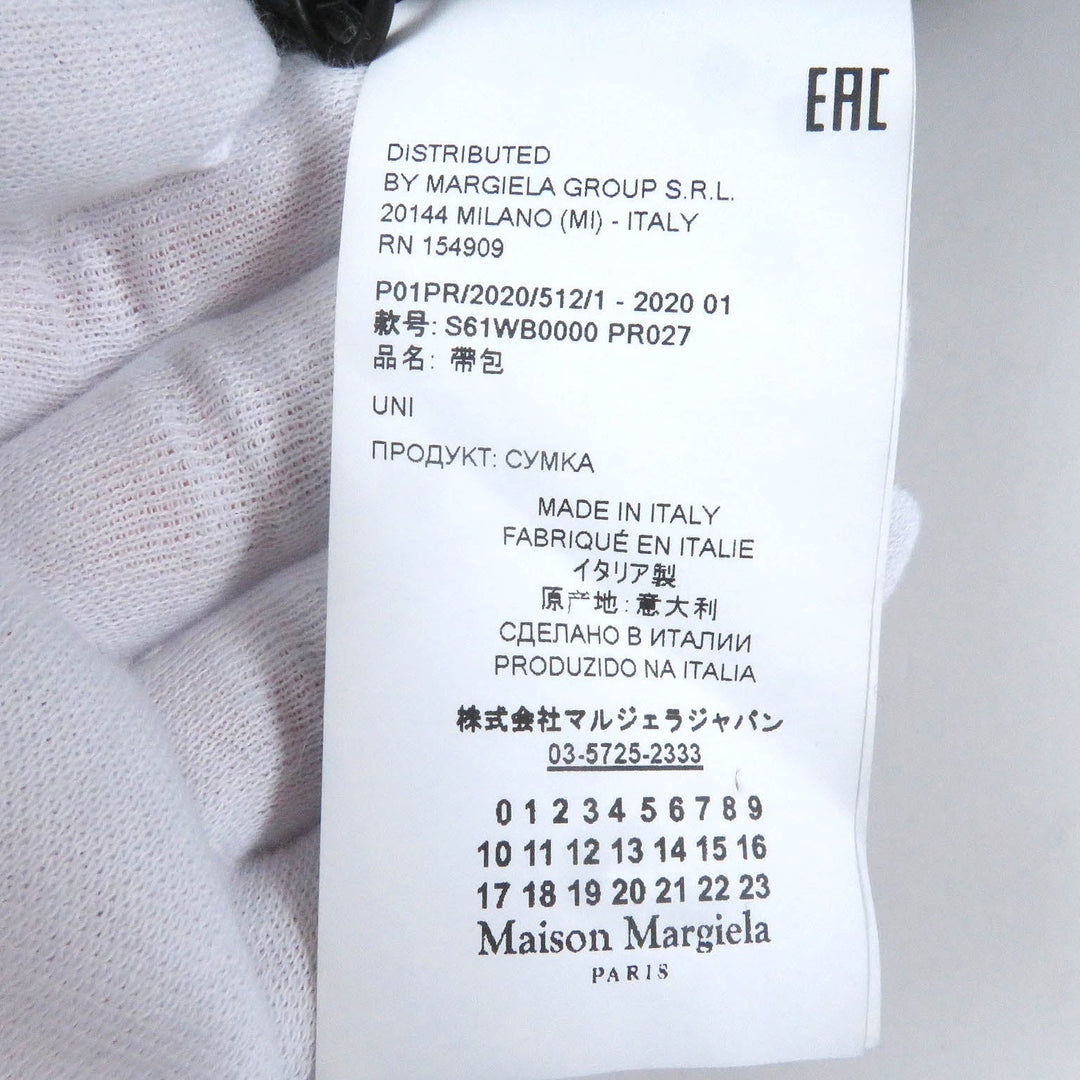 EAC
DISTRIBUTED
BY MARGIELA GROUP S.R.L.
20144 MILANO (MI) - ITALY
RN 154909
P01PR/2020/512/1 - 2020 01
款号: S61WB0000 PR027
品名: 帶包
UNI
ПРОДУКТ: СУМКА
MADE IN ITALY
FABRIQUÉ EN ITALIE
イタリア製
原产地: 意大利
СДЕЛАНО В ИТАЛИИ
PRODUZIDO NA ITALIA
株式会社マルジェラジャパン
03-5725-2333
0 1 2 3 4 5 6 7 8 9
10 11 12 13 14 15 16
17 18 19 20 21 22 23
Maison Margiela
PARIS